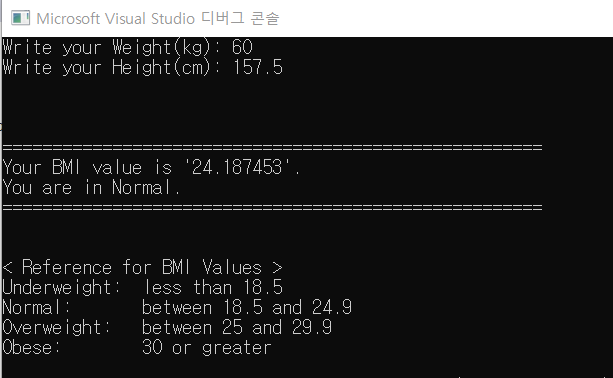 Microsoft Visual Studio 디버그 콘솔
Write your Weight(kg): 60
Write your Height(cm): 157.5
======================================================
Your BMI value is '24.187453'.
You are in Normal.
======================================================
< Reference for BMI Values >
Underweight: less than 18.5
Normal: between 18.5 and 24.9
Overweight: between 25 and 29.9
Obese: 30 or greater